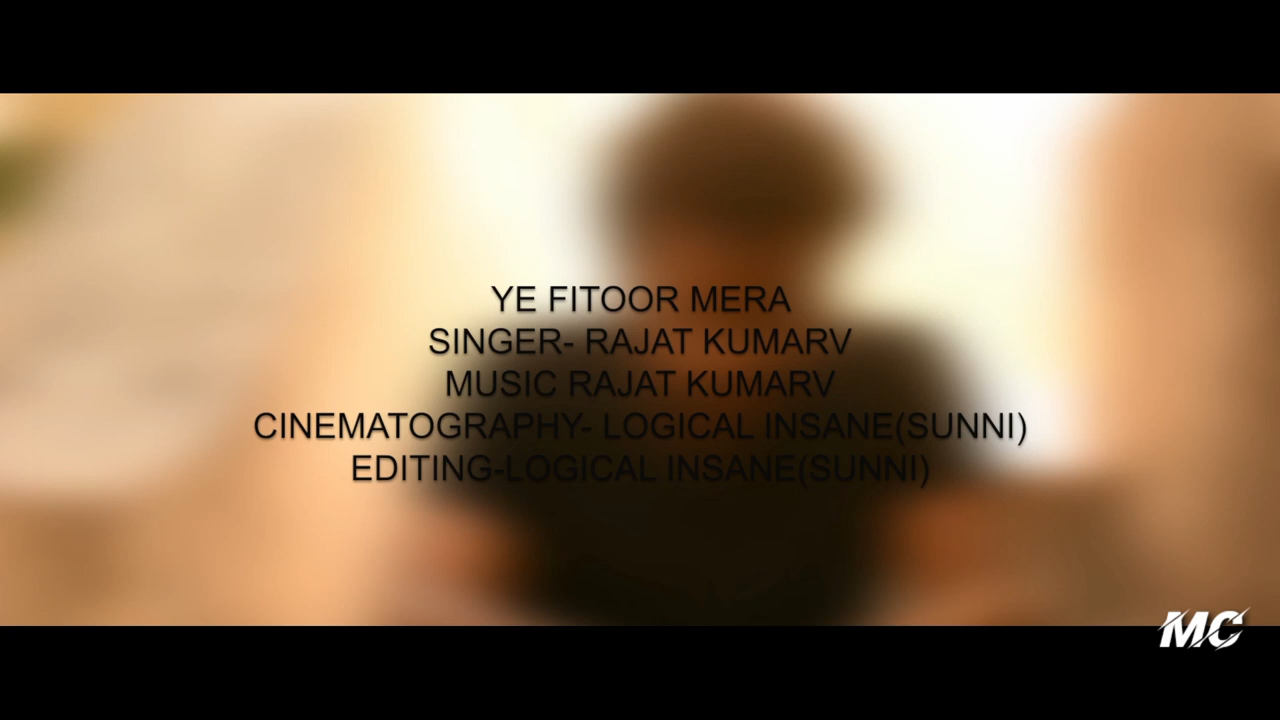 YE FITOOR MERA
SINGER- RAJAT KUMARV
MUSIC RAJAT KUMARV
CINEMATOGRAPHY- LOGICAL INSANE(SUNNI)
EDITING-LOGICAL INSANE(SUNNI)
MC